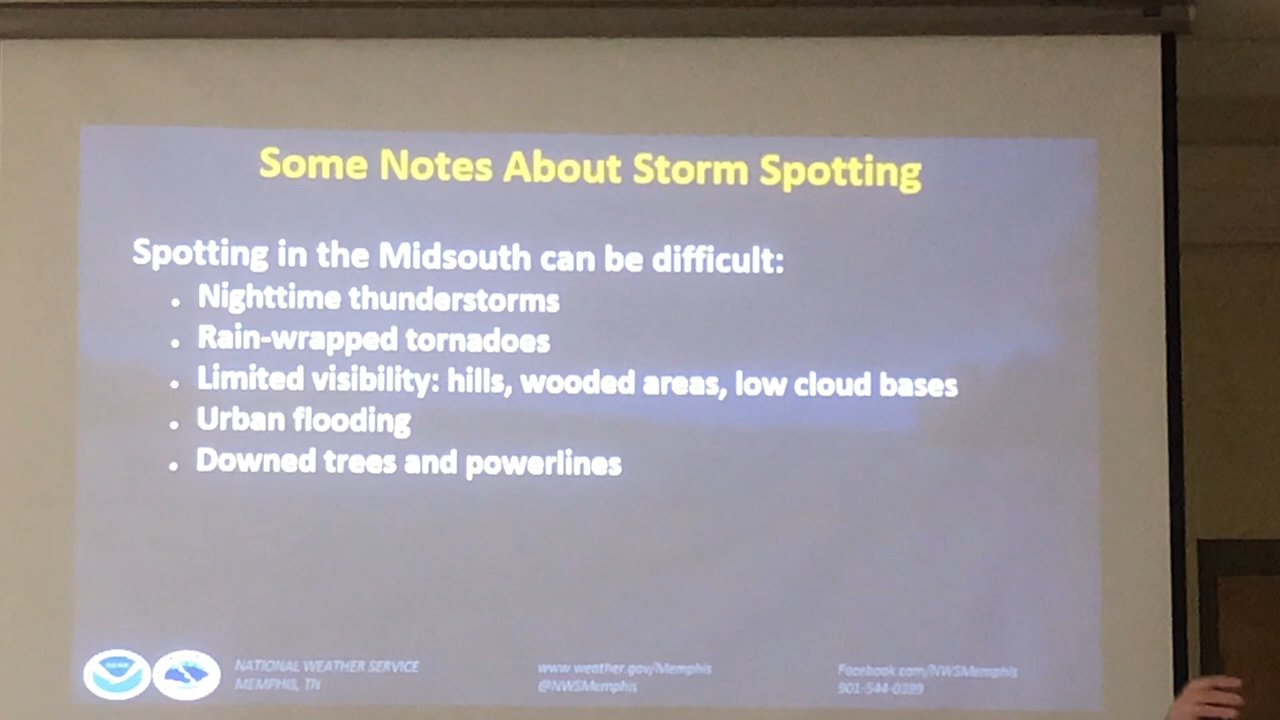 Some Notes About Storm Spotting
Spotting in the Midsouth can be difficult:
• Nighttime thunderstorms
• Rain-wrapped tornadoes
• Limited visibility: hills, wooded areas, low cloud bases
• Urban flooding
• Downed trees and powerlines
NATIONAL WEATHER SERVICE
MEMPHIS, TN
www.weather.gov/Memphis
@NWSMemphis
Facebook.com/NWSMemphis
901-544-0399